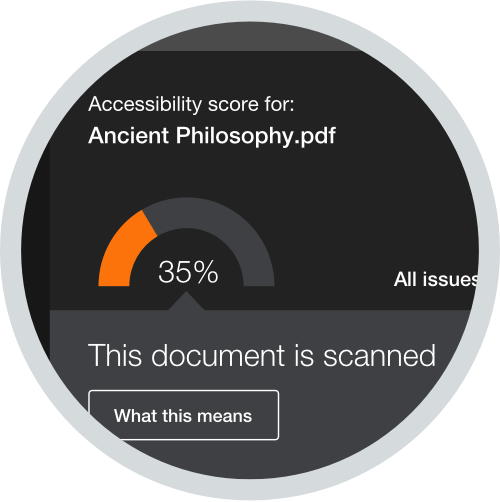 Accessibility score for:
Ancient Philosophy.pdf
35%
All issues
This document is scanned
What this means